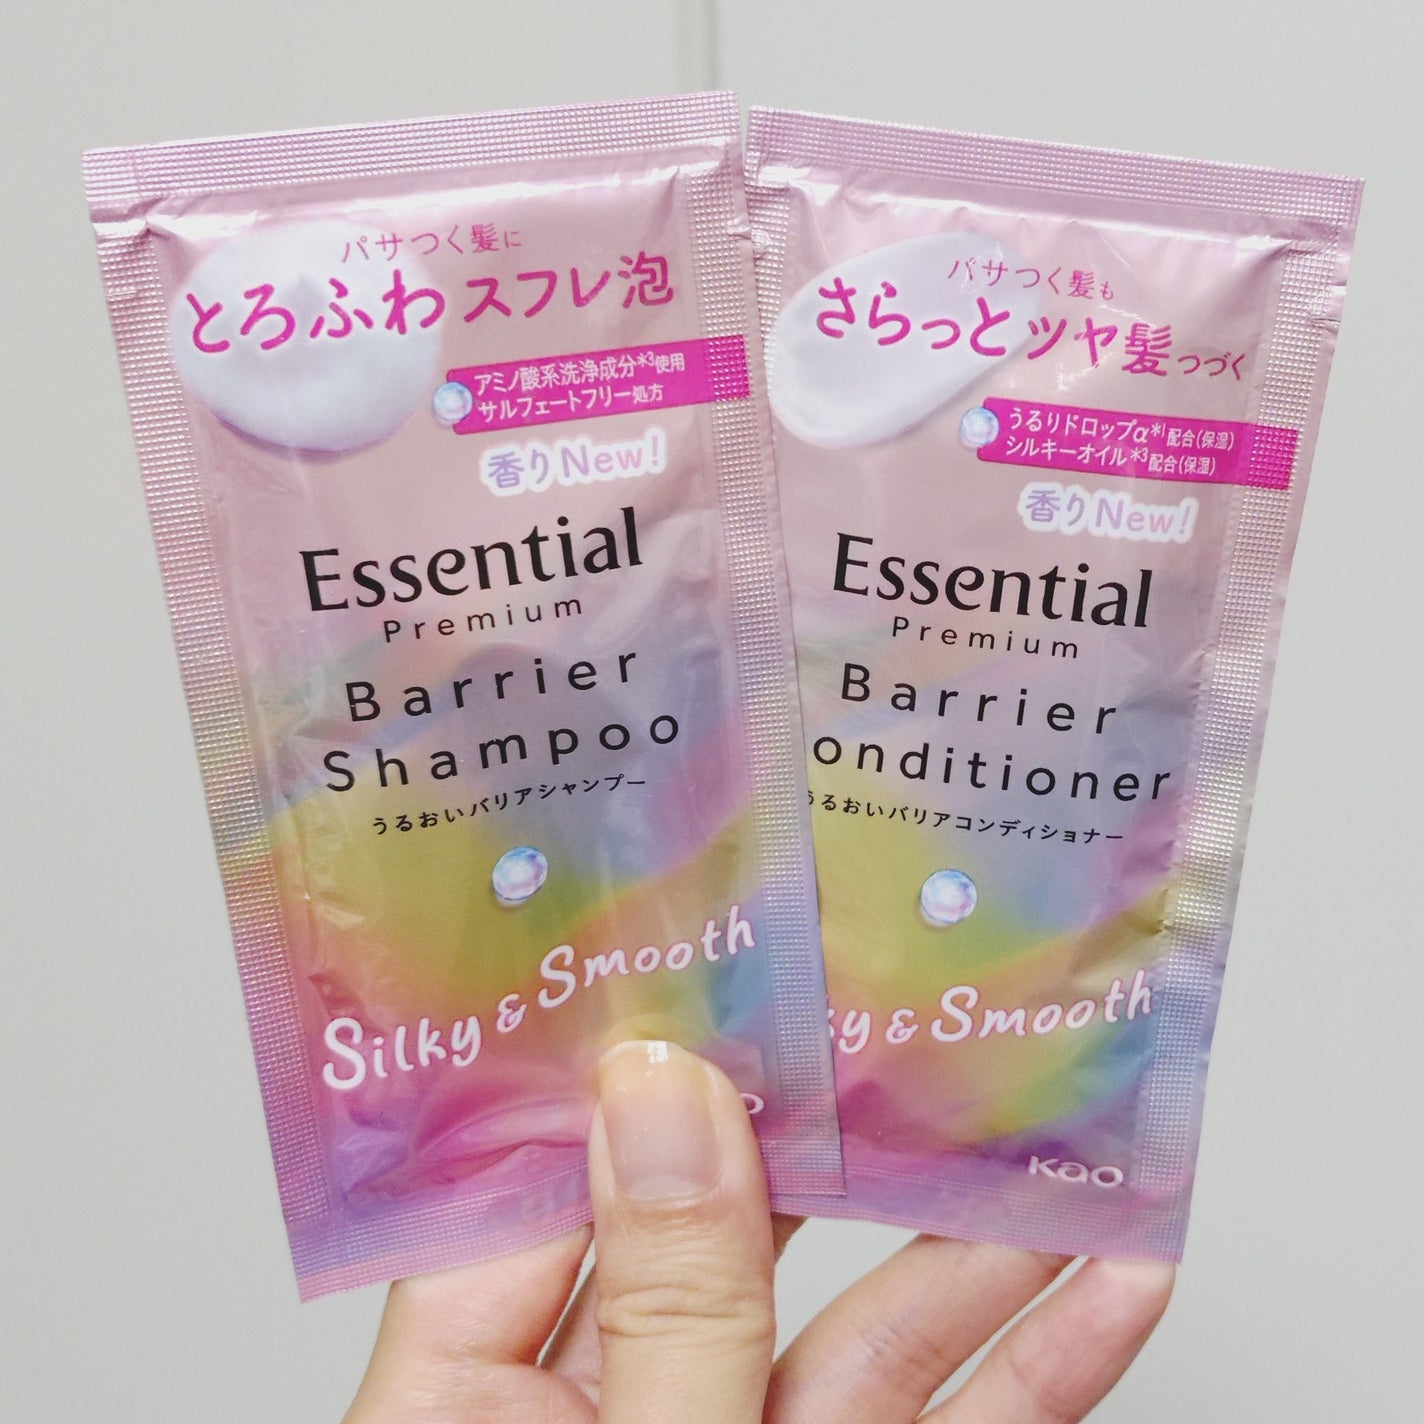 パサつく髪に
とろふわスフレ泡
アミノ酸系洗浄成分*3使用
サルフェートフリー処方
香りNew!
Essential
Premium
Barrier
Shampoo
うるおいバリアシャンプー
Silky & Smooth
パサつく髪も
さらっとツヤ髪つづく
うるりドロップα*1配合(保湿)
シルキーオイル*3配合(保湿)
香りNew!
Essential
Premium
Barrier
onditioner
うるおいバリアコンディショナー
ky & Smooth
Kao